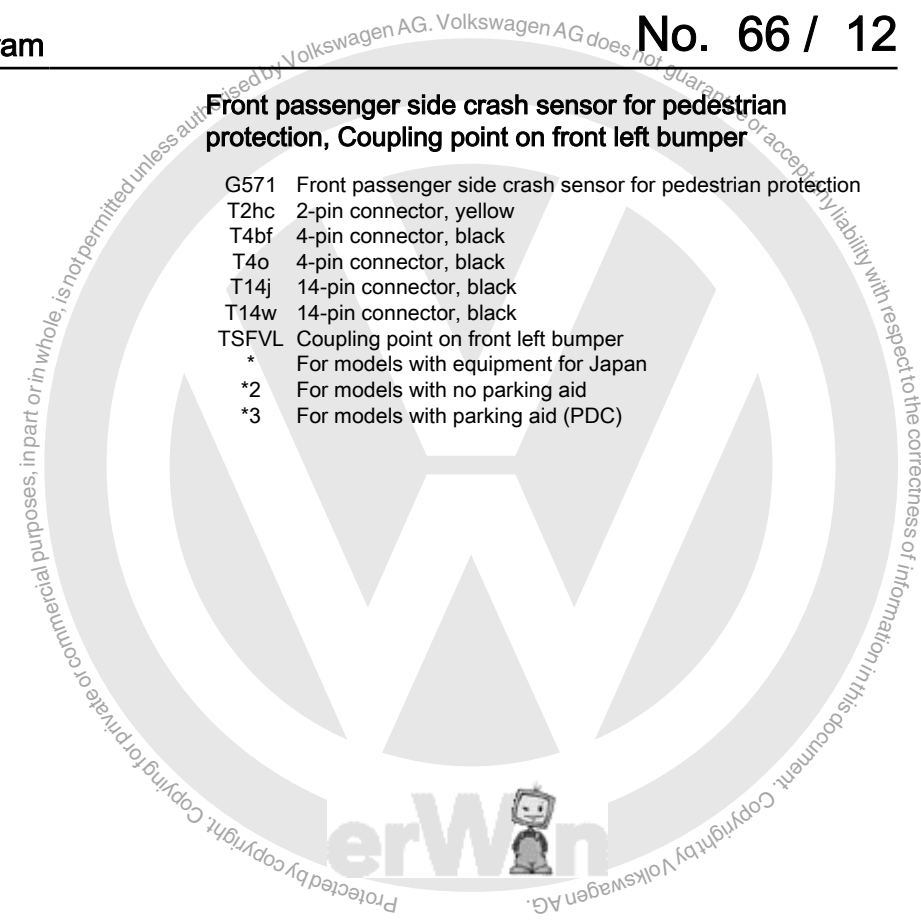 am
No. 66 / 12
Front passenger side crash sensor for pedestrian
protection, Coupling point on front left bumper
G571 Front passenger side crash sensor for pedestrian protection
T2hc 2-pin connector, yellow
T4bf 4-pin connector, black
T4o 4-pin connector, black
T14j 14-pin connector, black
T14w 14-pin connector, black
TSFVL Coupling point on front left bumper
* For models with equipment for Japan
*2 For models with no parking aid
*3 For models with parking aid (PDC)
Protected by copyright. Copying for private or commercial purposes, in part or in whole, is not permitted unless authorised by Volkswagen AG. Volkswagen AG does not guarantee or accept any liability with respect to the correctness of information in this document. Copyright by Volkswagen AG.
erWin